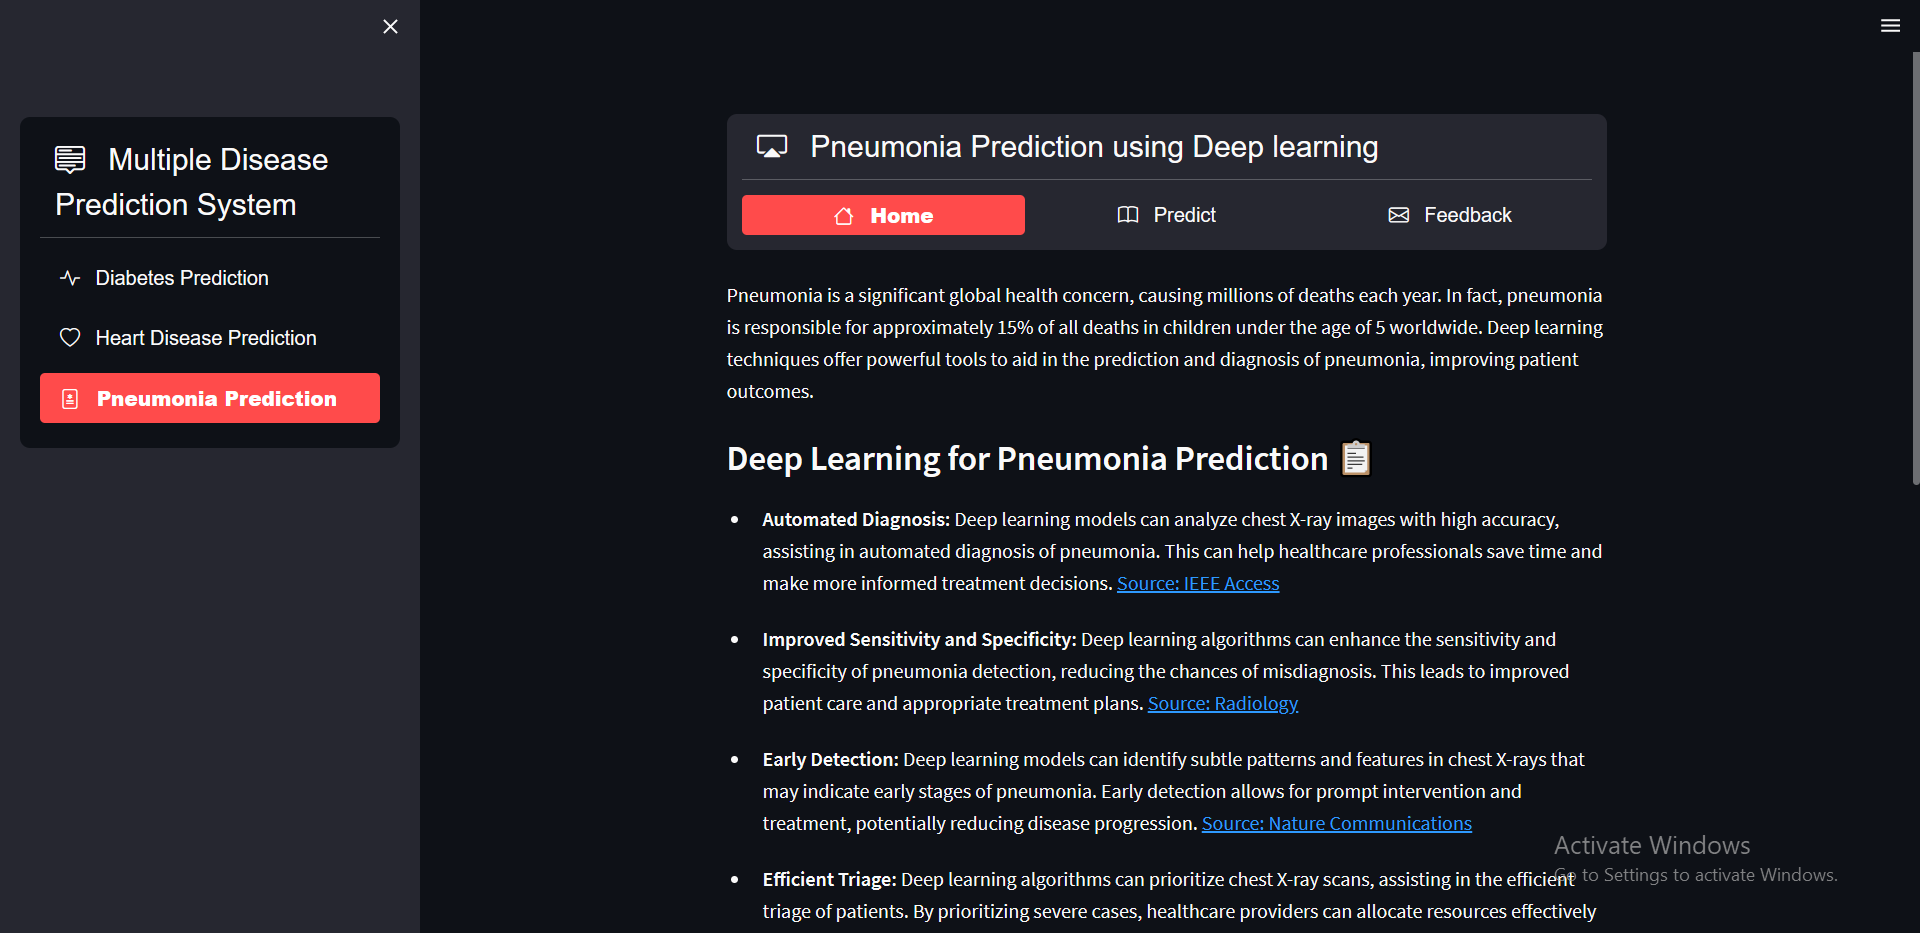 Multiple Disease
Prediction System
Diabetes Prediction
Heart Disease Prediction
Pneumonia Prediction
Pneumonia Prediction using Deep learning
Home
Predict
Feedback
Pneumonia is a significant global health concern, causing millions of deaths each year. In fact, pneumonia
is responsible for approximately 15% of all deaths in children under the age of 5 worldwide. Deep learning
techniques offer powerful tools to aid in the prediction and diagnosis of pneumonia, improving patient
outcomes.
Deep Learning for Pneumonia Prediction
Automated Diagnosis: Deep learning models can analyze chest X-ray images with high accuracy,
assisting in automated diagnosis of pneumonia. This can help healthcare professionals save time and
make more informed treatment decisions. Source: IEEE Access
Improved Sensitivity and Specificity: Deep learning algorithms can enhance the sensitivity and
specificity of pneumonia detection, reducing the chances of misdiagnosis. This leads to improved
patient care and appropriate treatment plans. Source: Radiology
Early Detection: Deep learning models can identify subtle patterns and features in chest X-rays that
may indicate early stages of pneumonia. Early detection allows for prompt intervention and
treatment, potentially reducing disease progression. Source: Nature Communications
Efficient Triage: Deep learning algorithms can prioritize chest X-ray scans, assisting in the efficient
triage of patients. By prioritizing severe cases, healthcare providers can allocate resources effectively
Activate Windows
Go to Settings to activate Windows.